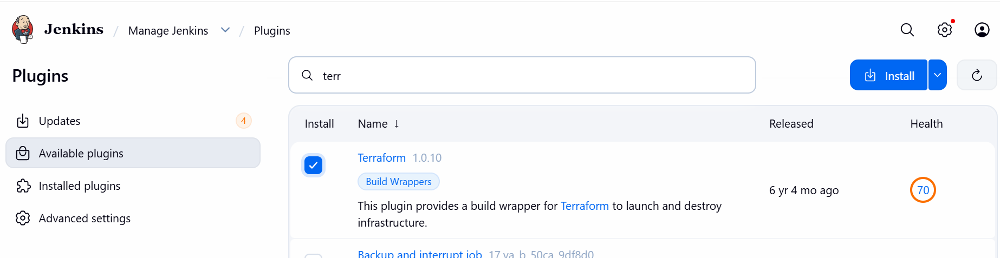 Jenkins / Manage Jenkins / Plugins
Plugins
terr
Install
Updates 4
Available plugins
Installed plugins
Advanced settings
Install Name ↓ Released Health
Terraform 1.0.10
Build Wrappers
This plugin provides a build wrapper for Terraform to launch and destroy
infrastructure.
6 yr 4 mo ago
70
Backup and interrupt job 17.va_b_50ca_9df8d0